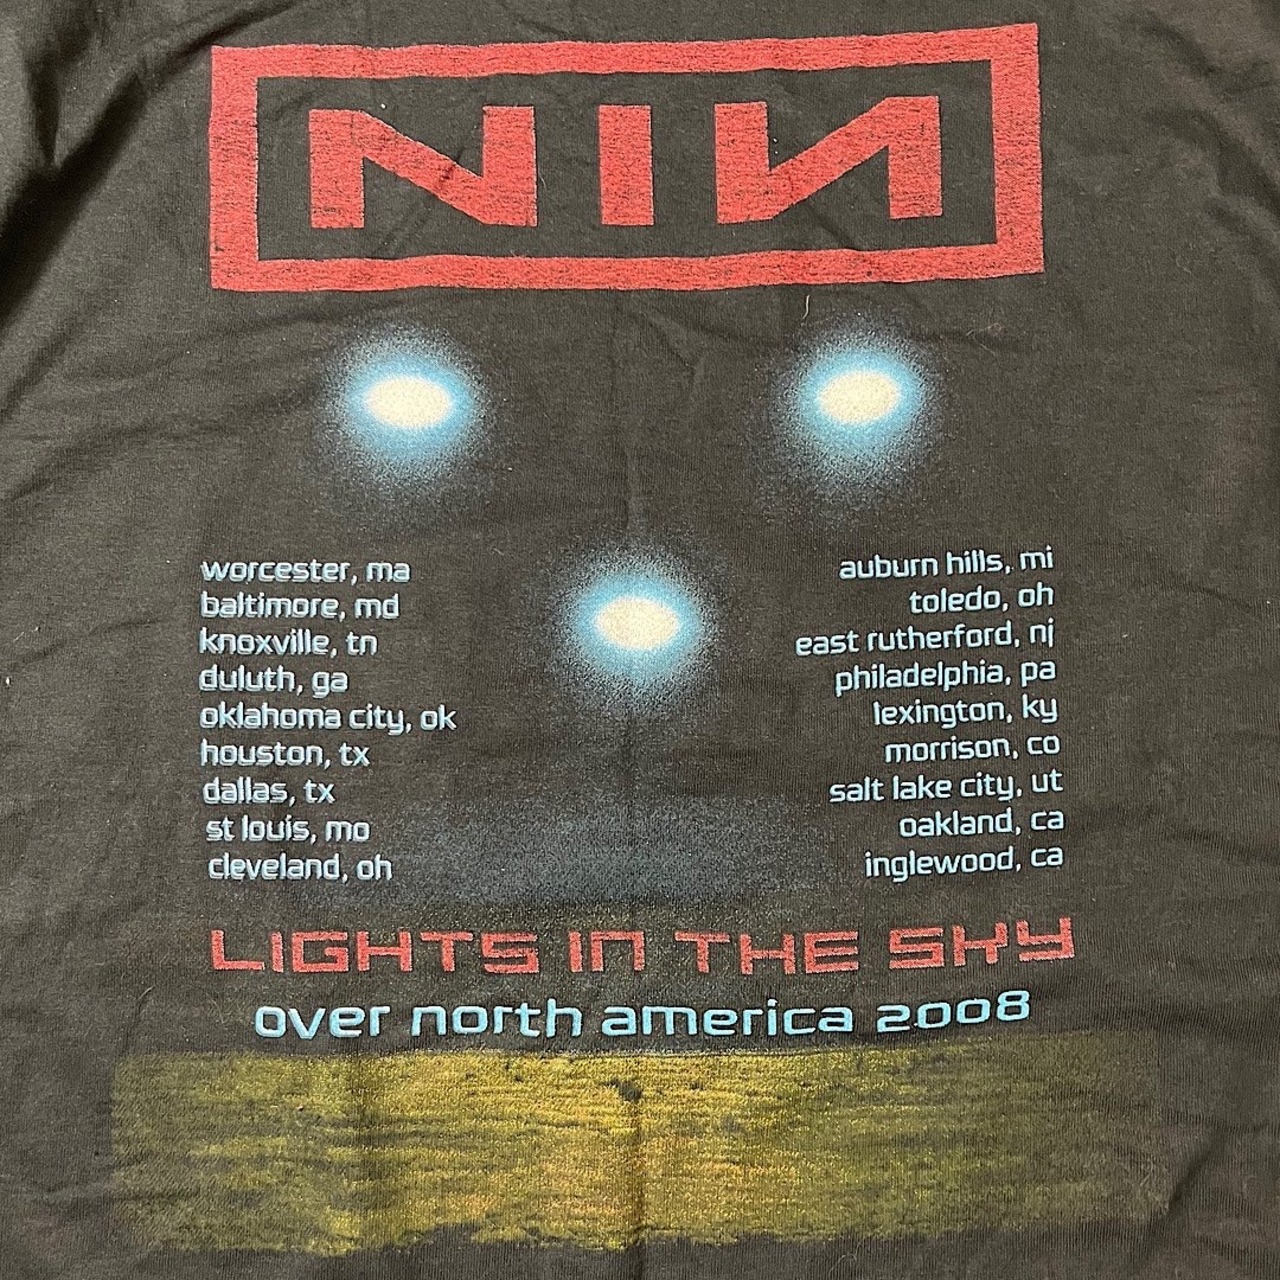 NIN
worcester, ma
baltimore, md
knoxville, tn
duluth, ga
oklahoma city, ok
houston, tx
dallas, tx
st louis, mo
cleveland, oh
auburn hills, mi
toledo, oh
east rutherford, nj
philadelphia, pa
lexington, ky
morrison, co
salt lake city, ut
oakland, ca
inglewood, ca
LIGHTS IN THE SKY
over north america 2008